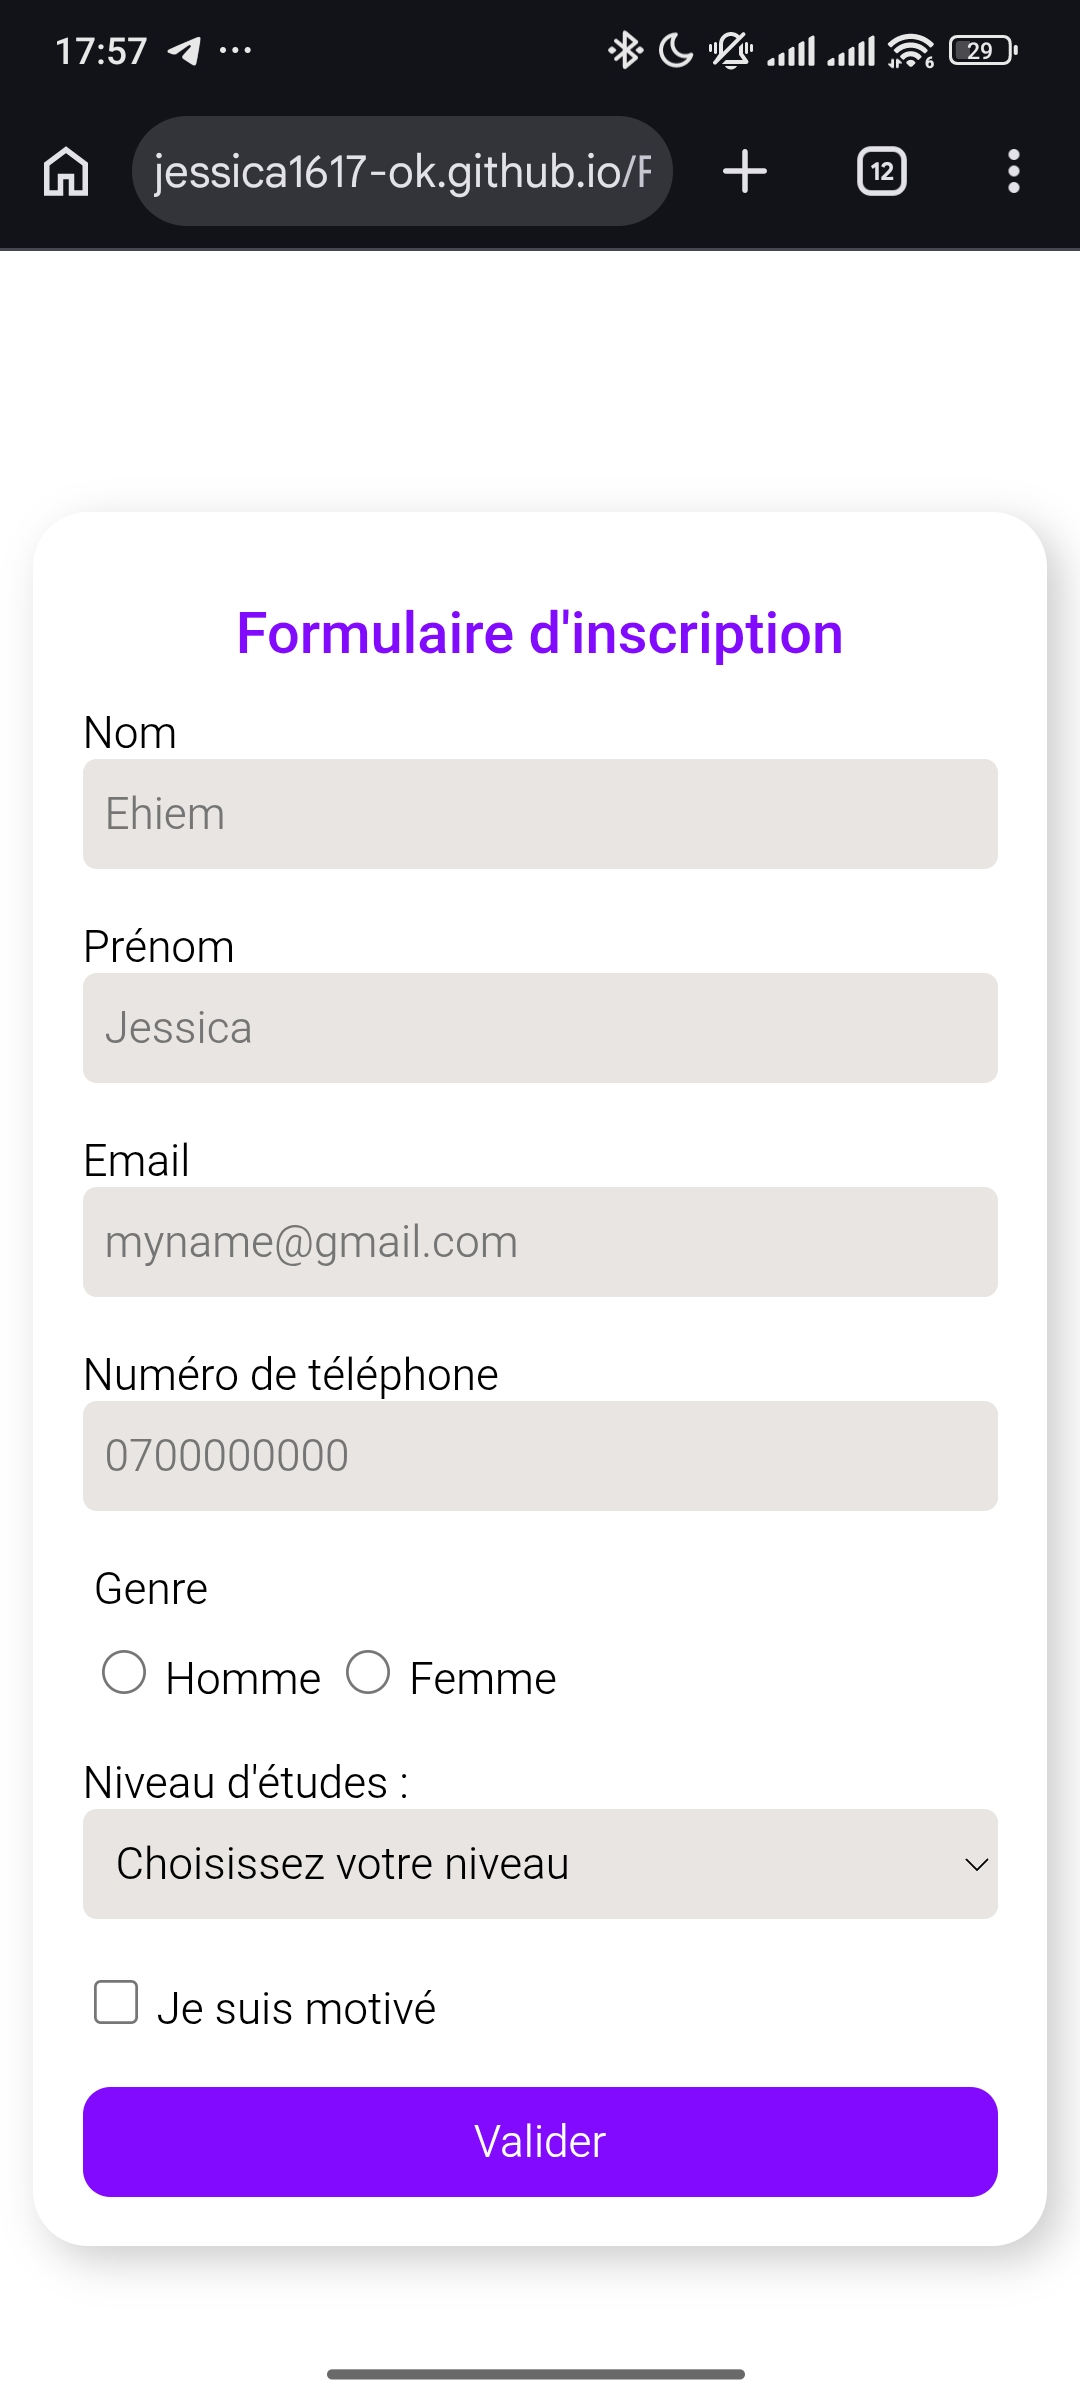 17:57
29
jessica1617-ok.github.io/F
12
Formulaire d'inscription
Nom
Ehiem
Prénom
Jessica
Email
myname@gmail.com
Numéro de téléphone
0700000000
Genre
Homme Femme
Niveau d'études :
Choisissez votre niveau
Je suis motivé
Valider